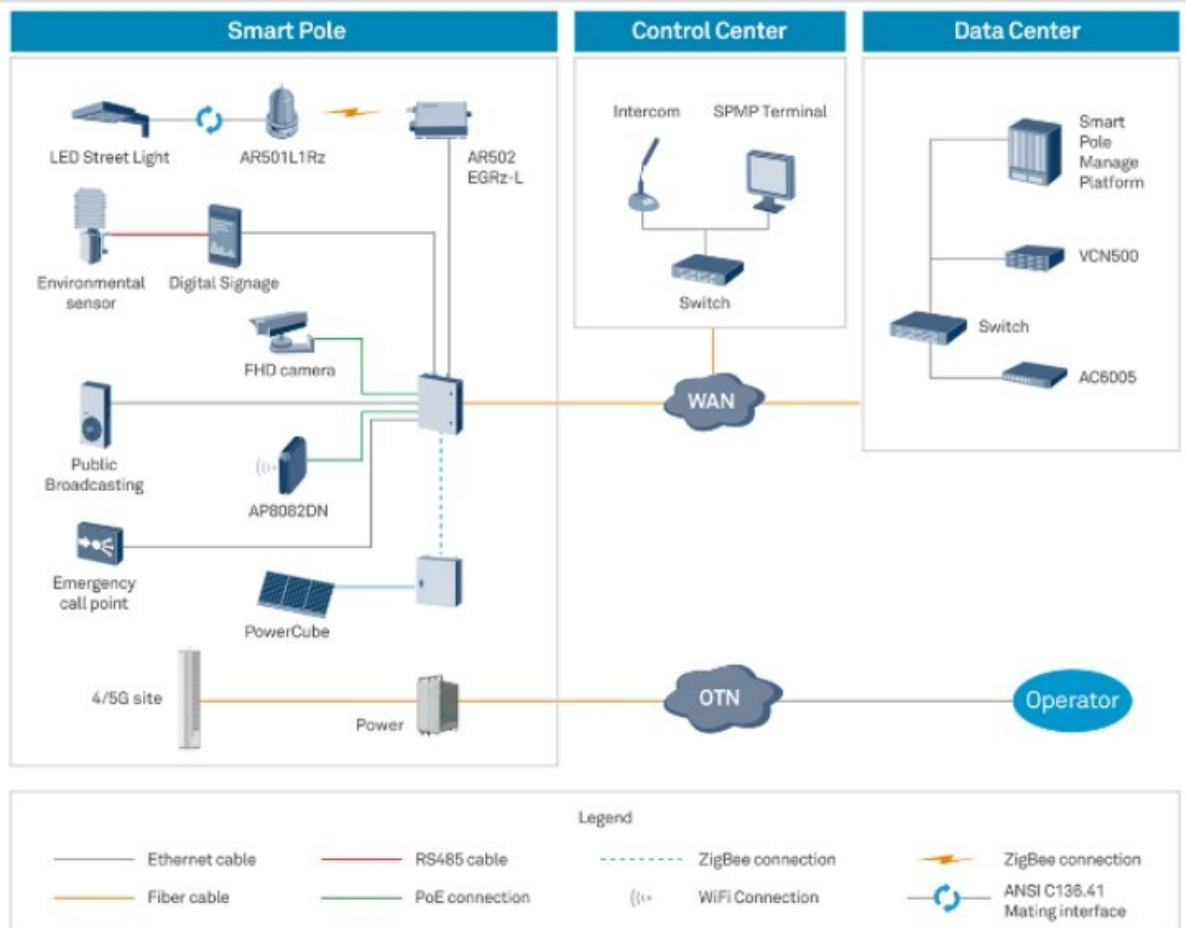 Smart Pole
Control Center
Data Center
LED Street Light
AR501L1Rz
AR502
EGRz-L
Intercom
SPMP Terminal
Smart
Pole
Manage
Platform
Environmental
sensor
Digital Signage
VCN500
Switch
Switch
FHD camera
AC6005
WAN
Public
Broadcasting
AP8082DN
Emergency
call point
PowerCube
4/5G site
Power
OTN
Operator
Legend
Ethernet cable
RS485 cable
ZigBee connection
ZigBee connection
Fiber cable
PoE connection
WiFi Connection
ANSI C136.41
Mating interface